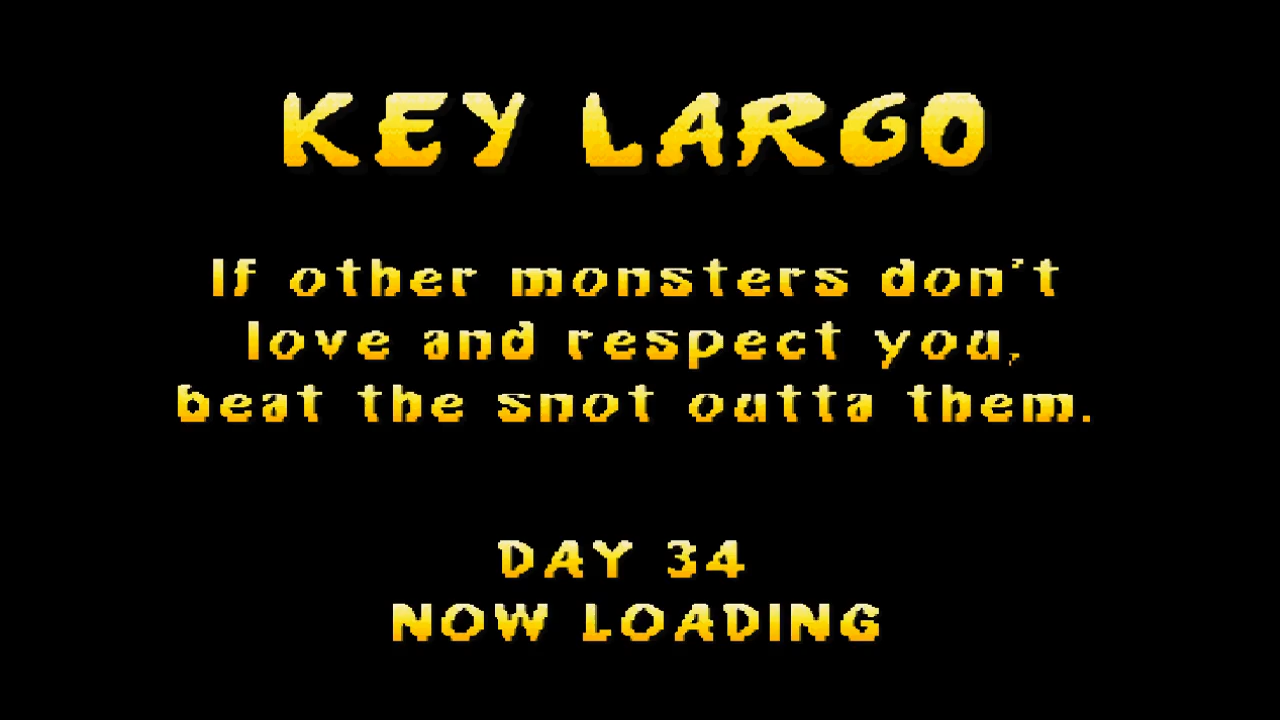 KEY LARGO
If other monsters don't
love and respect you,
beat the snot outta them.
DAY 34
NOW LOADING